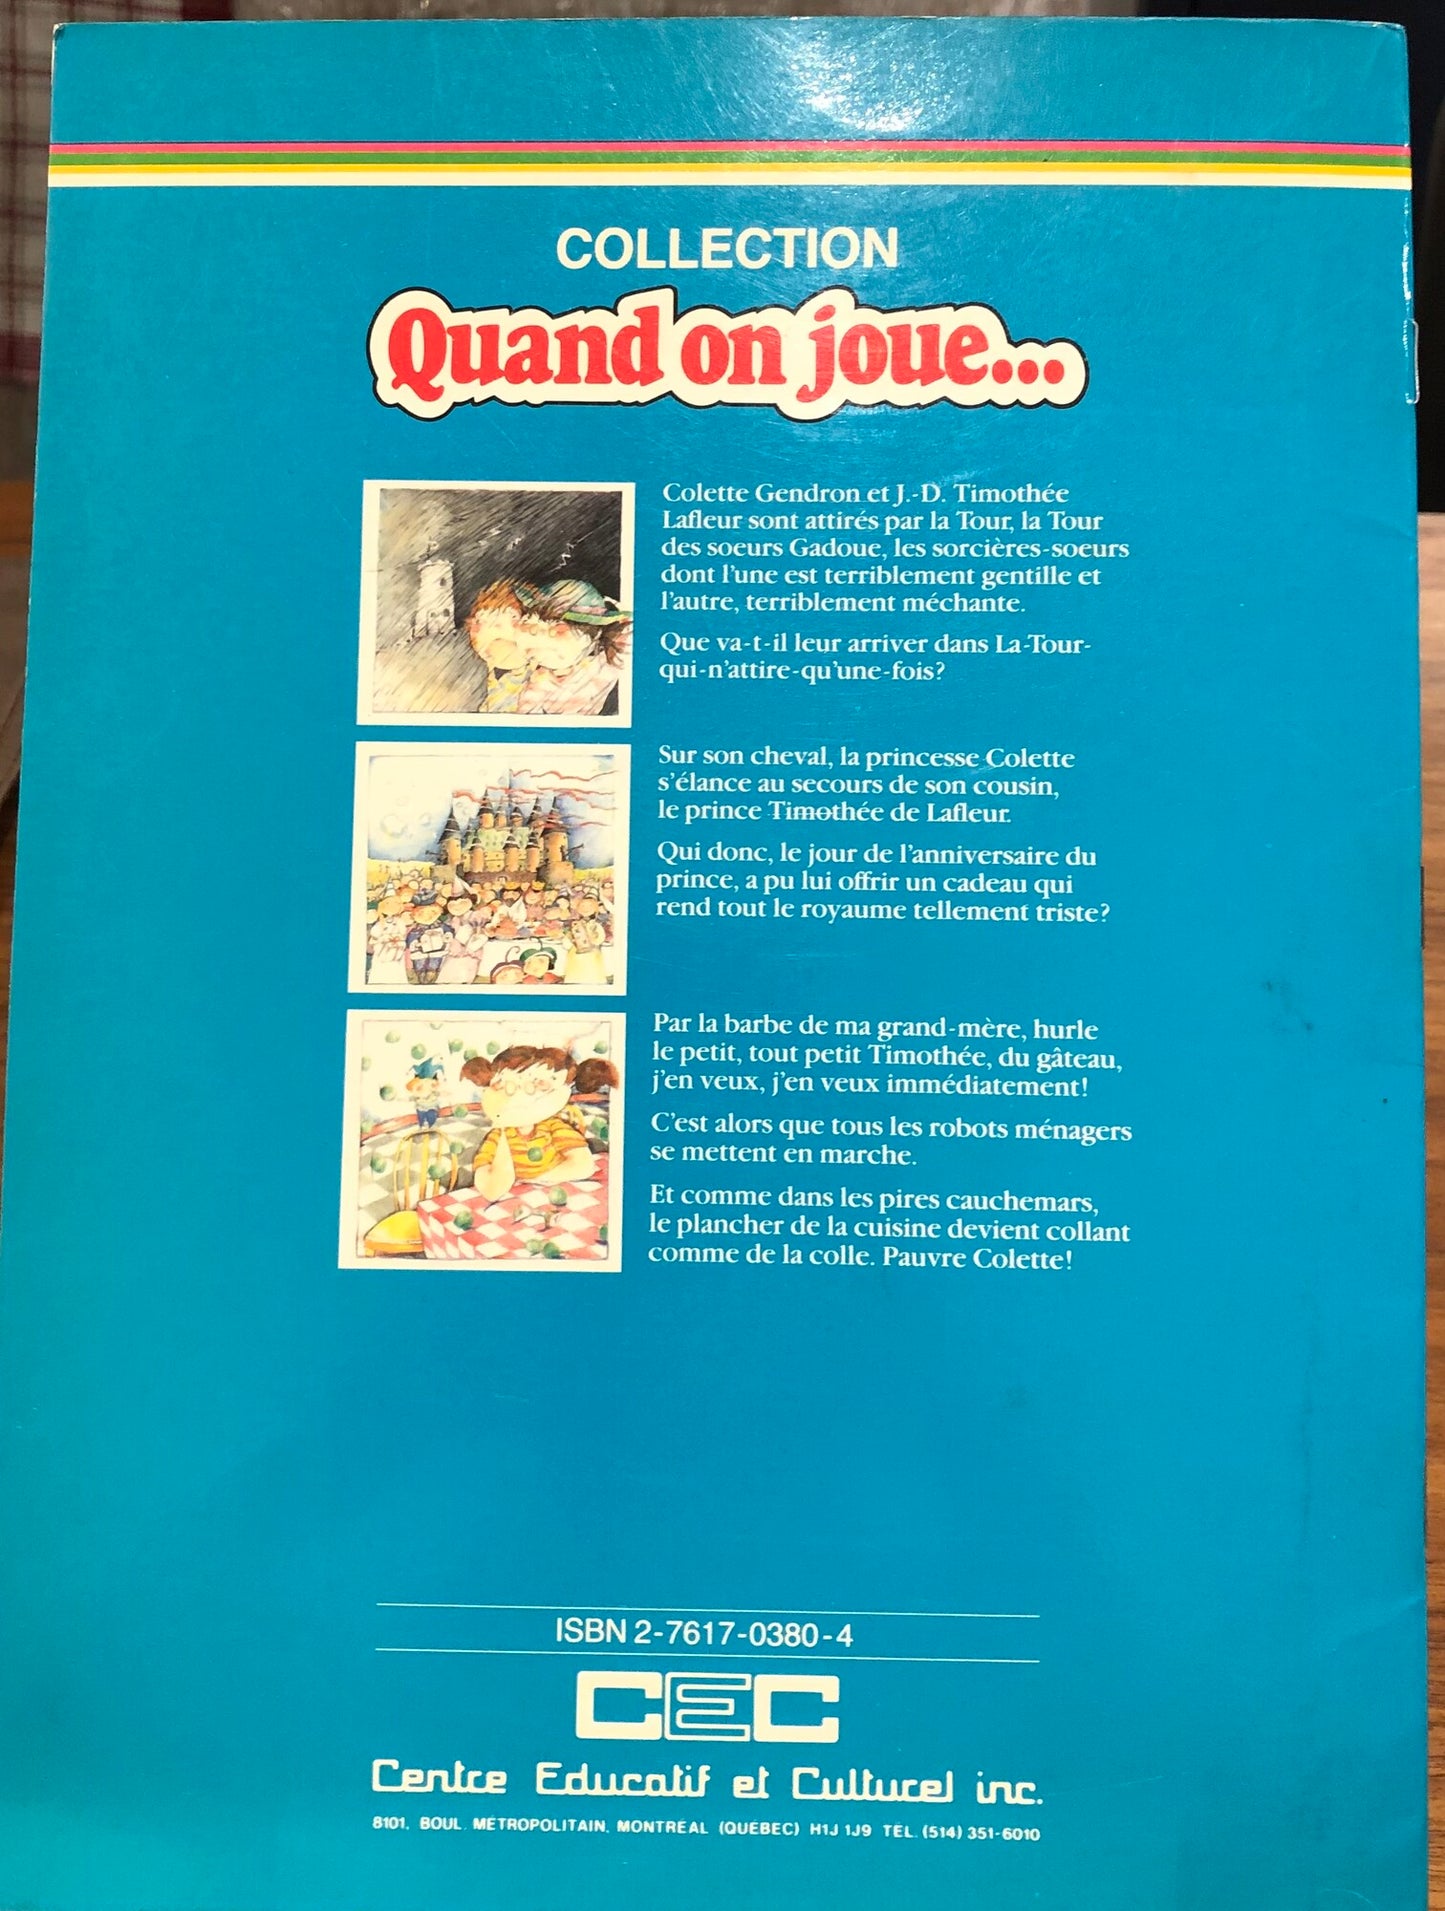 COLLECTION
Quand on joue...
Colette Gendron et J.-D. Timothée
Lafleur sont attirés par la Tour, la Tour
des soeurs Gadoue, les sorcières-soeurs
dont l'une est terriblement gentille et
l'autre, terriblement méchante.
Que va-t-il leur arriver dans La-Tour-
qui-n'attire-qu'une-fois?
Sur son cheval, la princesse Colette
s'élance au secours de son cousin,
le prince Timothée de Lafleur.
Qui donc, le jour de l'anniversaire du
prince, a pu lui offrir un cadeau qui
rend tout le royaume tellement triste?
Par la barbe de ma grand-mère, hurle
le petit, tout petit Timothée, du gâteau,
j'en veux, j'en veux immédiatement!
C'est alors que tous les robots ménagers
se mettent en marche.
Et comme dans les pires cauchemars,
le plancher de la cuisine devient collant
comme de la colle. Pauvre Colette!
ISBN 2-7617-0380-4
CEC
Centre Educatif et Culturel inc.
8101, BOUL. MÉTROPOLITAIN, MONTRÉAL (QUÉBEC) H1J 1J9 TÉL. (514) 351-6010